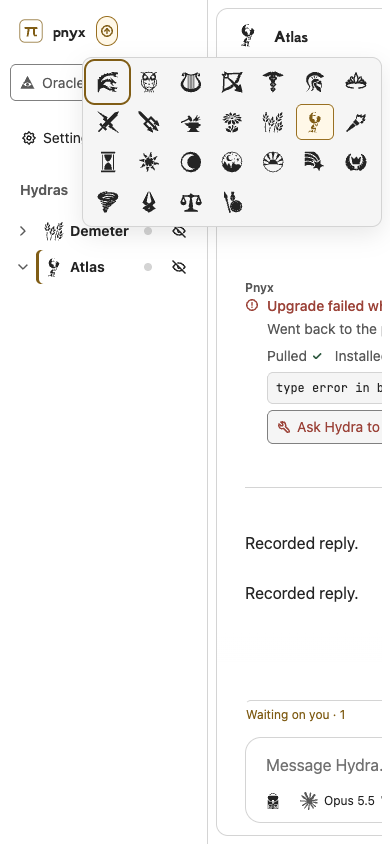 π pnyx
Atlas
Oracle
Settin
Hydras
Demeter
Atlas
Pnyx
Upgrade failed wh
Went back to the
Pulled ✓ Installe
type error in b
Ask Hydra to
Recorded reply.
Recorded reply.
Waiting on you · 1
Message Hydra.
Opus 5.5